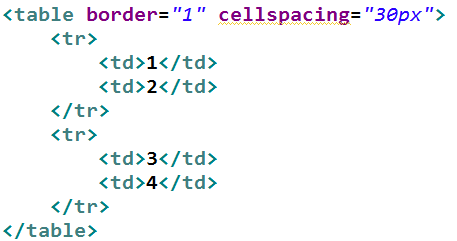 <table border="1" cellspacing="30px">
    <tr>
        <td>1</td>
        <td>2</td>
    </tr>
    <tr>
        <td>3</td>
        <td>4</td>
    </tr>
</table>